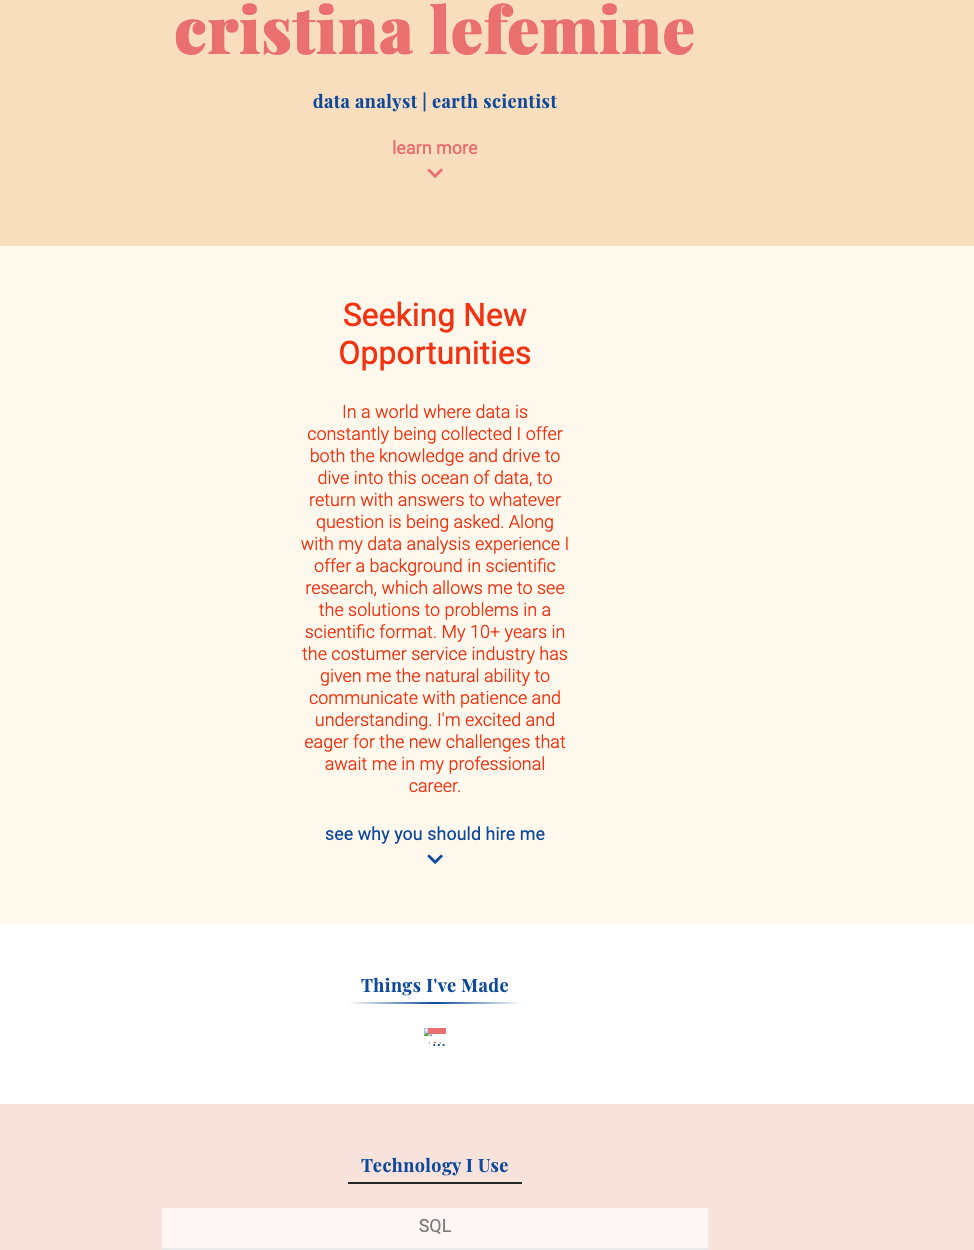 cristina lefemine
data analyst | earth scientist
learn more
Seeking New
Opportunities
In a world where data is
constantly being collected I offer
both the knowledge and drive to
dive into this ocean of data, to
return with answers to whatever
question is being asked. Along
with my data analysis experience I
offer a background in scientific
research, which allows me to see
the solutions to problems in a
scientific format. My 10+ years in
the costumer service industry has
given me the natural ability to
communicate with patience and
understanding. I'm excited and
eager for the new challenges that
await me in my professional
career.
see why you should hire me
Things I've Made
Technology I Use
SQL